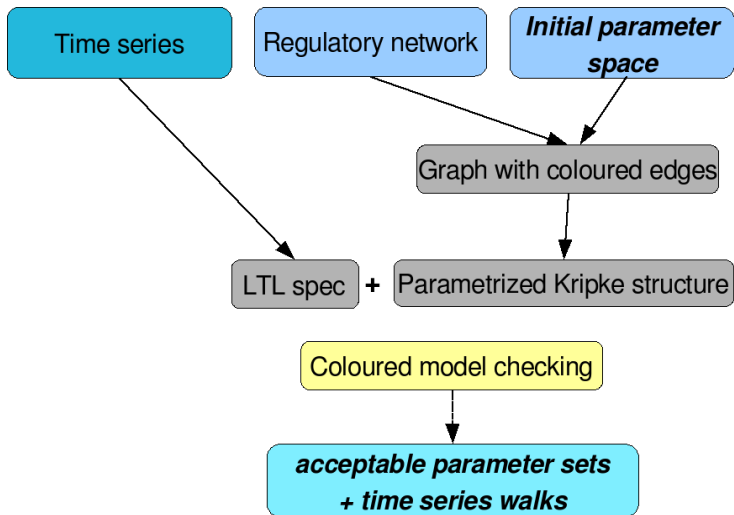 Time series
Regulatory network
Initial parameter
space
Graph with coloured edges
LTL spec
+
Parametrized Kripke structure
Coloured model checking
acceptable parameter sets
+ time series walks